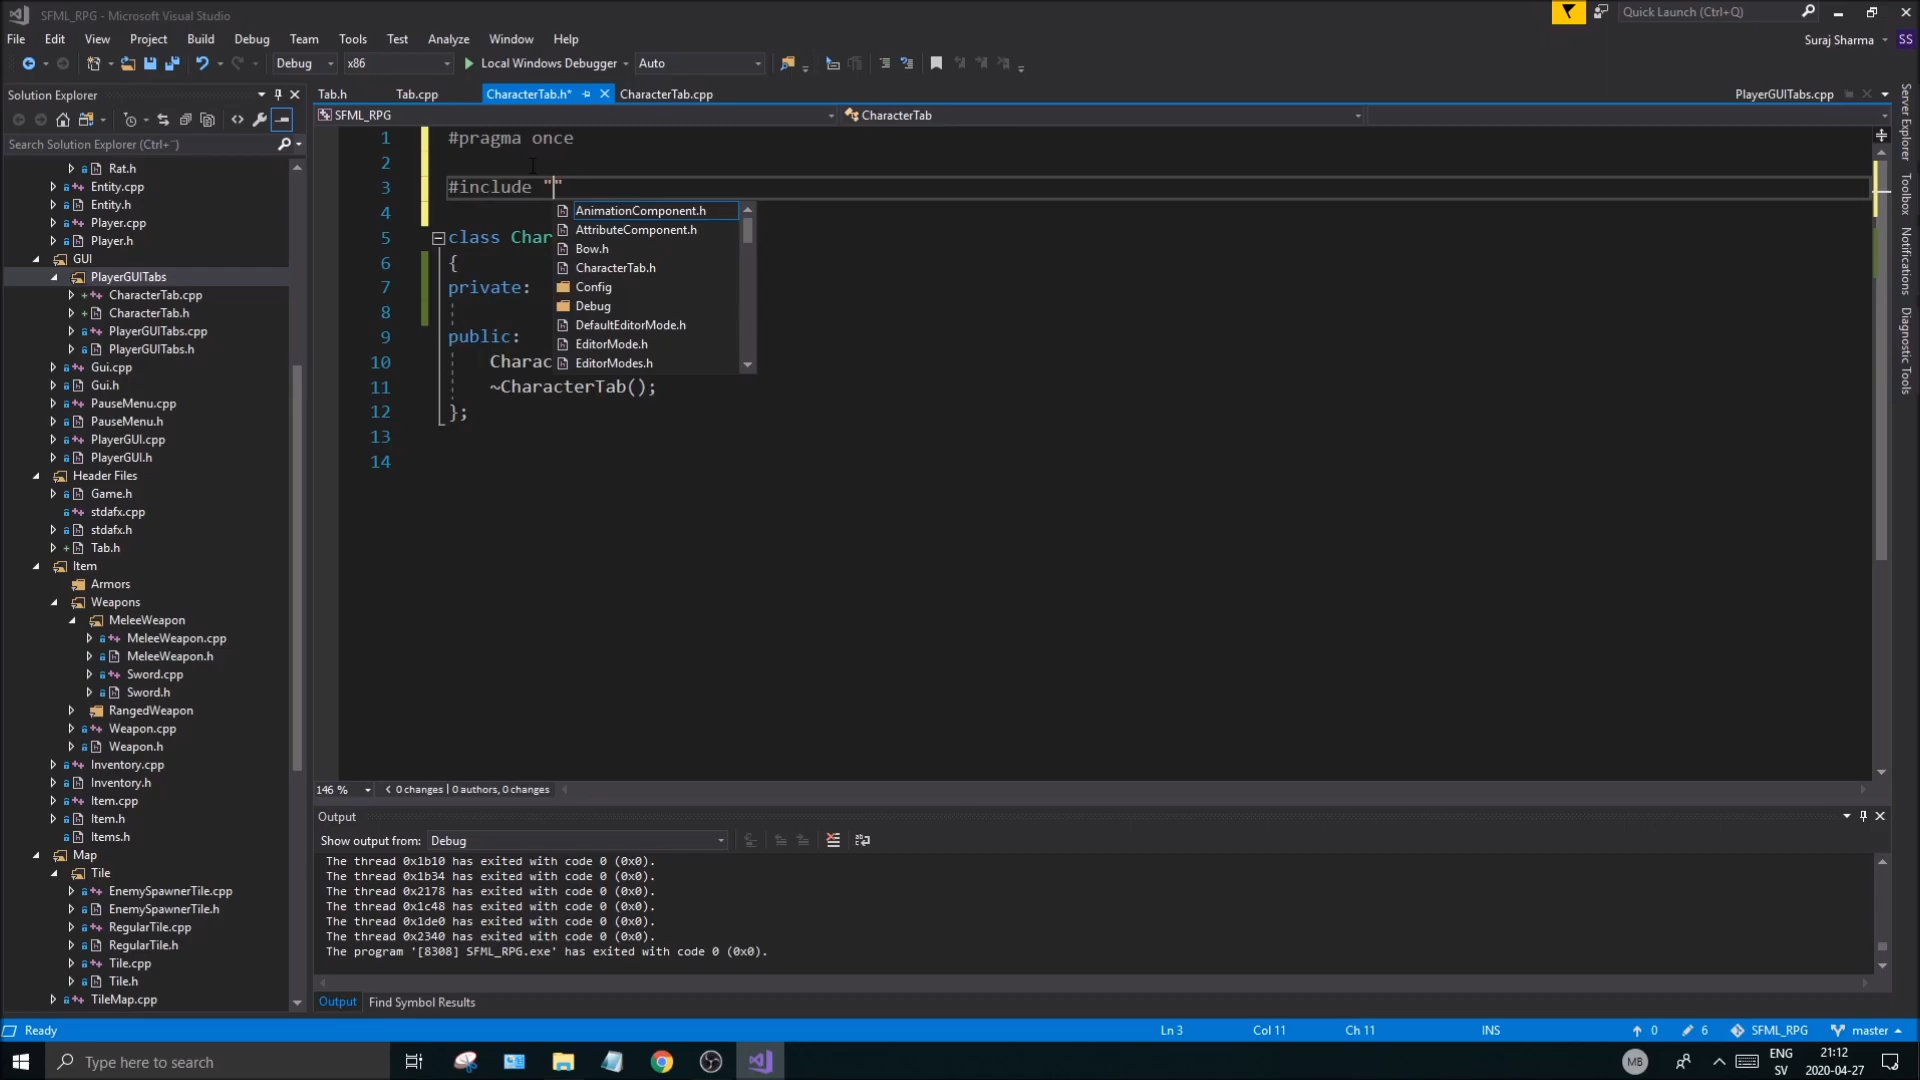 SFML_RPG - Microsoft Visual Studio
Quick Launch (Ctrl+Q)
File Edit View Project Build Debug Team Tools Test Analyze Window Help
Suraj Sharma SS
Debug x86 Local Windows Debugger Auto
Solution Explorer
Tab.h Tab.cpp CharacterTab.h* CharacterTab.cpp PlayerGUITabs.cpp
SFML_RPG CharacterTab
Search Solution Explorer (Ctrl+¨)
Rat.h
Entity.cpp
Entity.h
Player.cpp
Player.h
GUI
PlayerGUITabs
CharacterTab.cpp
CharacterTab.h
PlayerGUITabs.cpp
PlayerGUITabs.h
Gui.cpp
Gui.h
PauseMenu.cpp
PauseMenu.h
PlayerGUI.cpp
PlayerGUI.h
Header Files
Game.h
stdafx.cpp
stdafx.h
Tab.h
Item
Armors
Weapons
MeleeWeapon
MeleeWeapon.cpp
MeleeWeapon.h
Sword.cpp
Sword.h
RangedWeapon
Weapon.cpp
Weapon.h
Inventory.cpp
Inventory.h
Item.cpp
Item.h
Items.h
Map
Tile
EnemySpawnerTile.cpp
EnemySpawnerTile.h
RegularTile.cpp
RegularTile.h
Tile.cpp
Tile.h
TileMap.cpp
1 #pragma once
2
3 #include ""
4
5 class Char
6 {
7 private:
8
9 public:
10 Charac
11 ~CharacterTab();
12 };
13
14
AnimationComponent.h
AttributeComponent.h
Bow.h
CharacterTab.h
Config
Debug
DefaultEditorMode.h
EditorMode.h
EditorModes.h
Server Explorer
Toolbox
Notifications
Diagnostic Tools
146 % 0 changes | 0 authors, 0 changes
Output
Show output from: Debug
The thread 0x1b10 has exited with code 0 (0x0).
The thread 0x1b34 has exited with code 0 (0x0).
The thread 0x2178 has exited with code 0 (0x0).
The thread 0x1c48 has exited with code 0 (0x0).
The thread 0x1de0 has exited with code 0 (0x0).
The thread 0x2340 has exited with code 0 (0x0).
The program '[8308] SFML_RPG.exe' has exited with code 0 (0x0).
Output Find Symbol Results
Ready Ln 3 Col 11 Ch 11 INS 0 6 SFML_RPG master
Type here to search
MB ENG SV 21:12 2020-04-27